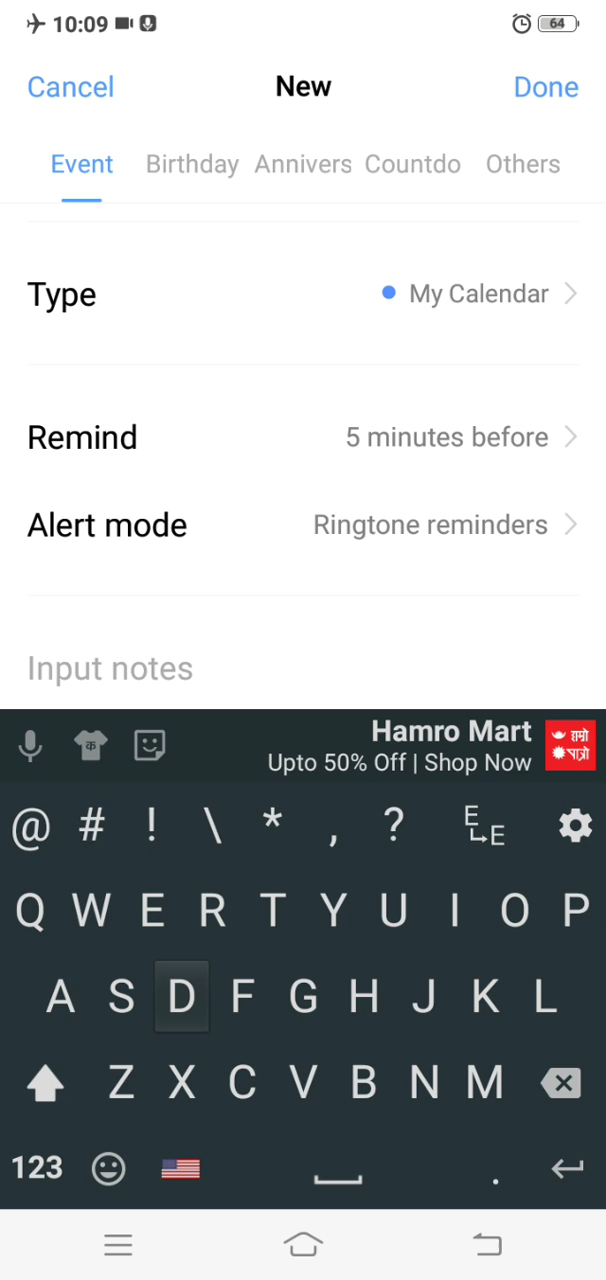 10:09 64
Cancel New Done
Event Birthday Annivers Countdo Others
Type My Calendar
Remind 5 minutes before
Alert mode Ringtone reminders
Input notes
क Hamro Mart हाम्रो
Upto 50% Off | Shop Now पात्रो
@ # ! \ * , ? E E
Q W E R T Y U I O P
A S D F G H J K L
Z X C V B N M
123 .